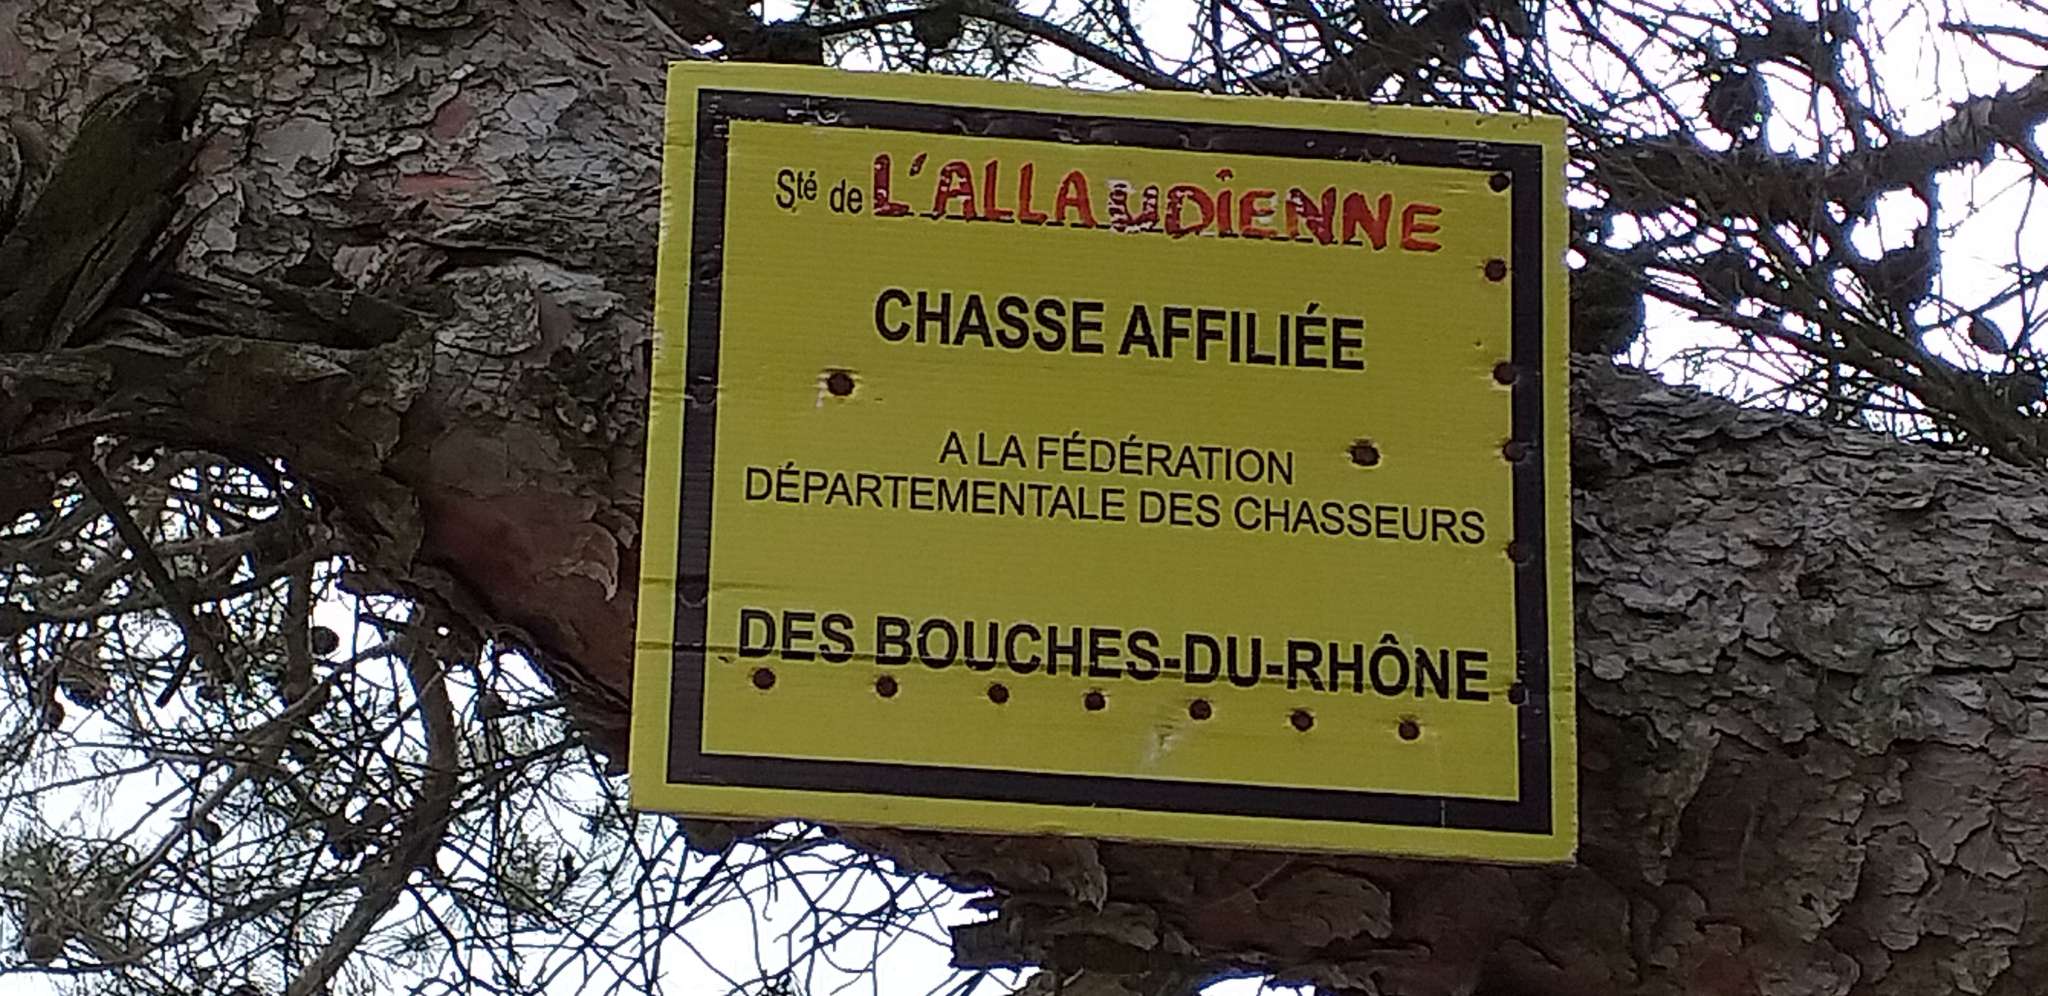 Sté de L'ALLAUDIENNE
CHASSE AFFILIÉE
A LA FÉDÉRATION
DÉPARTEMENTALE DES CHASSEURS
DES BOUCHES-DU-RHÔNE